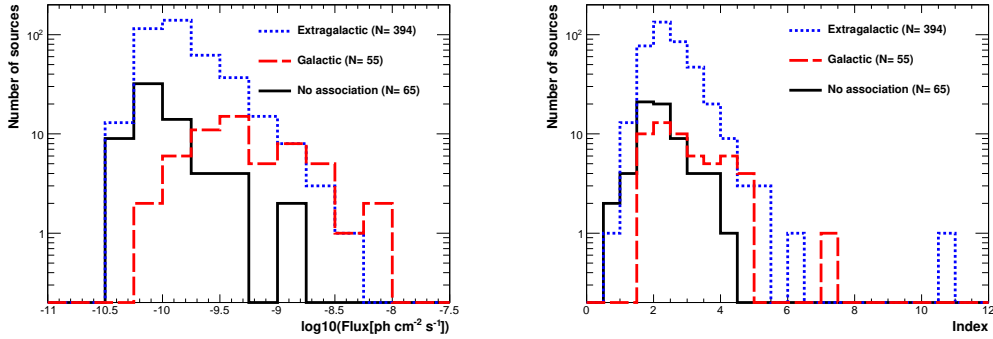 Number of sources
10²
10
1
Extragalactic (N= 394)
Galactic (N= 55)
No association (N= 65)
-11 -10.5 -10 -9.5 -9 -8.5 -8 -7.5
log10(Flux[ph cm⁻² s⁻¹)
Number of sources
10²
10
1
Extragalactic (N= 394)
Galactic (N= 55)
No association (N= 65)
0 2 4 6 8 10 12
Index